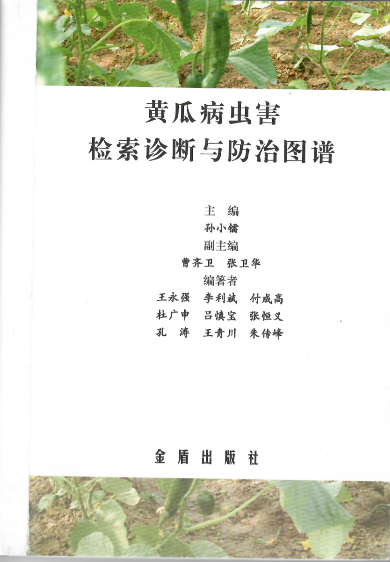 黄瓜病虫害
检索诊断与防治图谱
主 编
孙小镭
副主编
曹齐卫 张卫华
编著者
王永强 李利斌 付成高
杜广申 吕慎宝 张恒义
孔 涛 王青川 朱传峰
金盾出版社